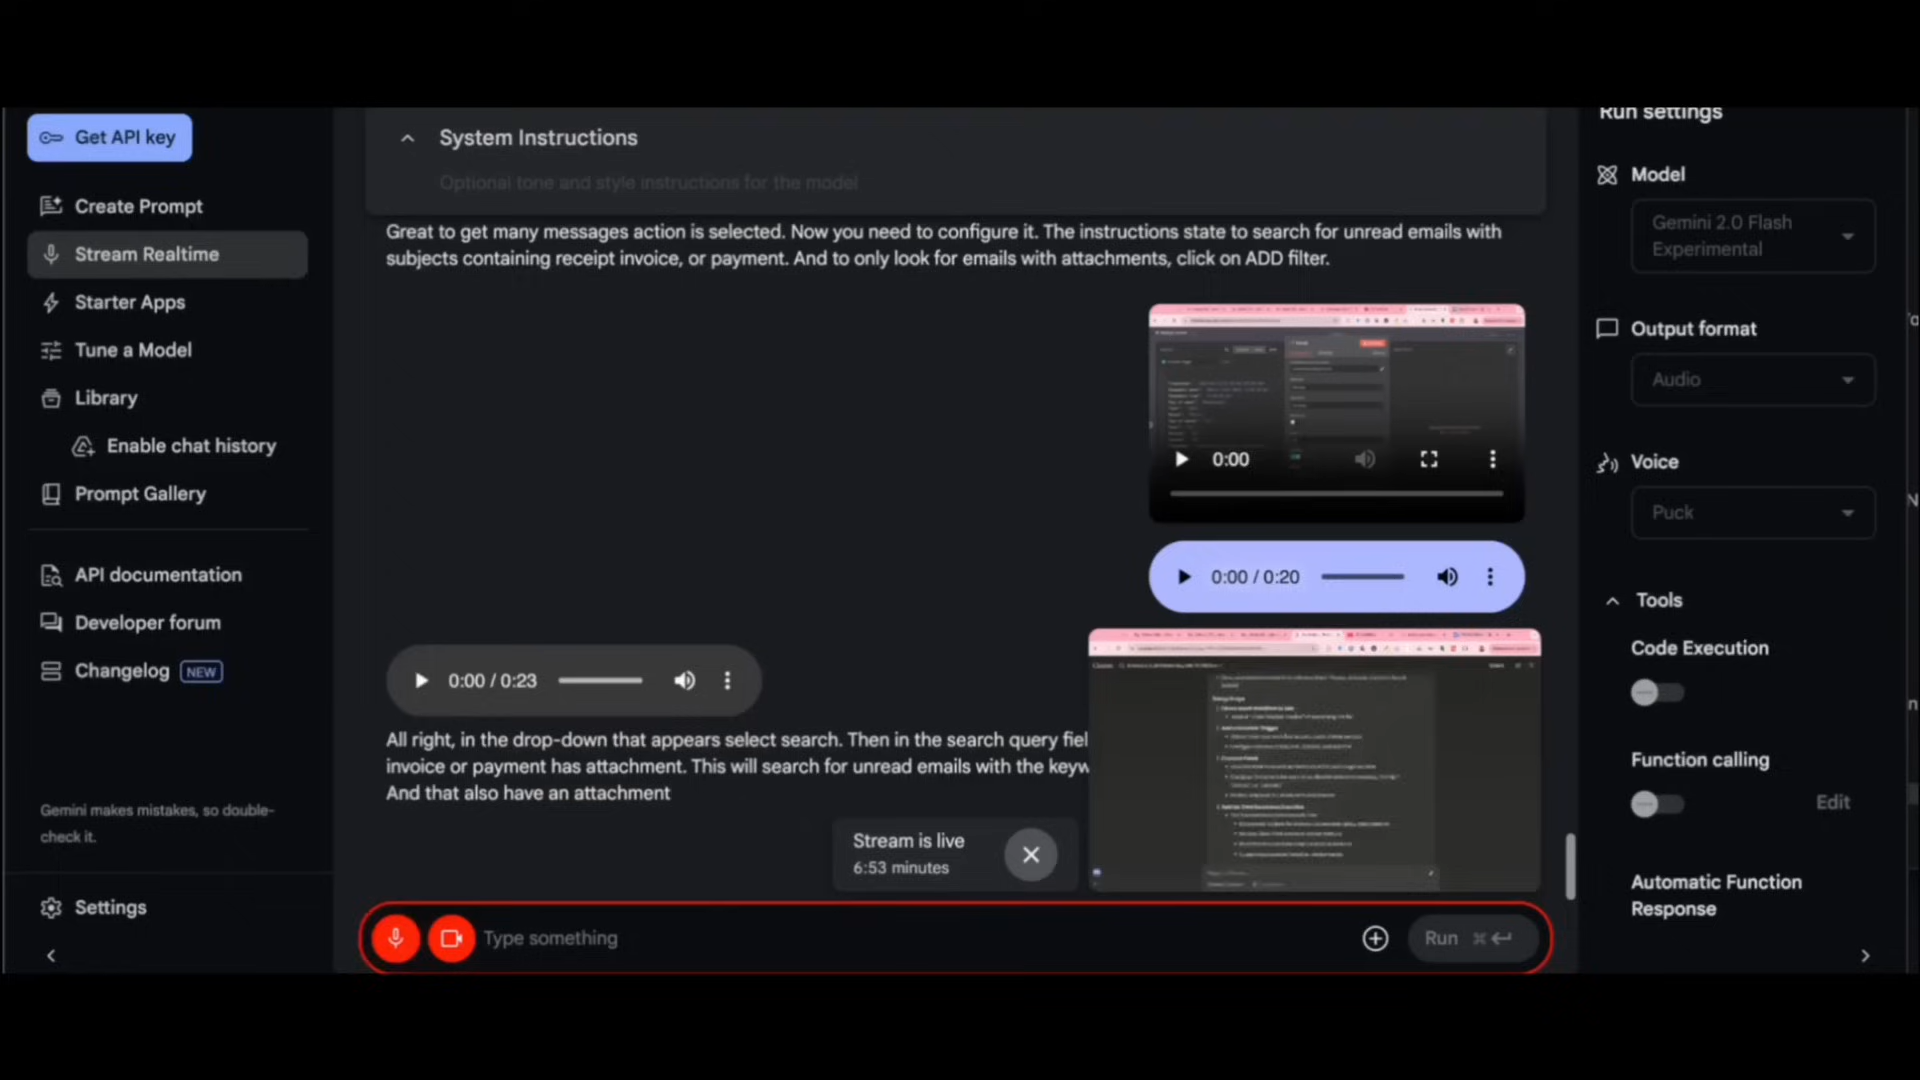 Get API key
Create Prompt
Stream Realtime
Starter Apps
Tune a Model
Library
Enable chat history
Prompt Gallery
API documentation
Developer forum
Changelog NEW
Gemini makes mistakes, so double-
check it.
Settings
System Instructions
Optional tone and style instructions for the model
Great to get many messages action is selected. Now you need to configure it. The instructions state to search for unread emails with
subjects containing receipt invoice, or payment. And to only look for emails with attachments, click on ADD filter.
0:00
0:00 / 0:20
0:00 / 0:23
All right, in the drop-down that appears select search. Then in the search query fiel
invoice or payment has attachment. This will search for unread emails with the keyw
And that also have an attachment
Stream is live
6:53 minutes
Type something
Run
Run settings
Model
Gemini 2.0 Flash
Experimental
Output format
Audio
Voice
Puck
Tools
Code Execution
Function calling
Edit
Automatic Function
Response